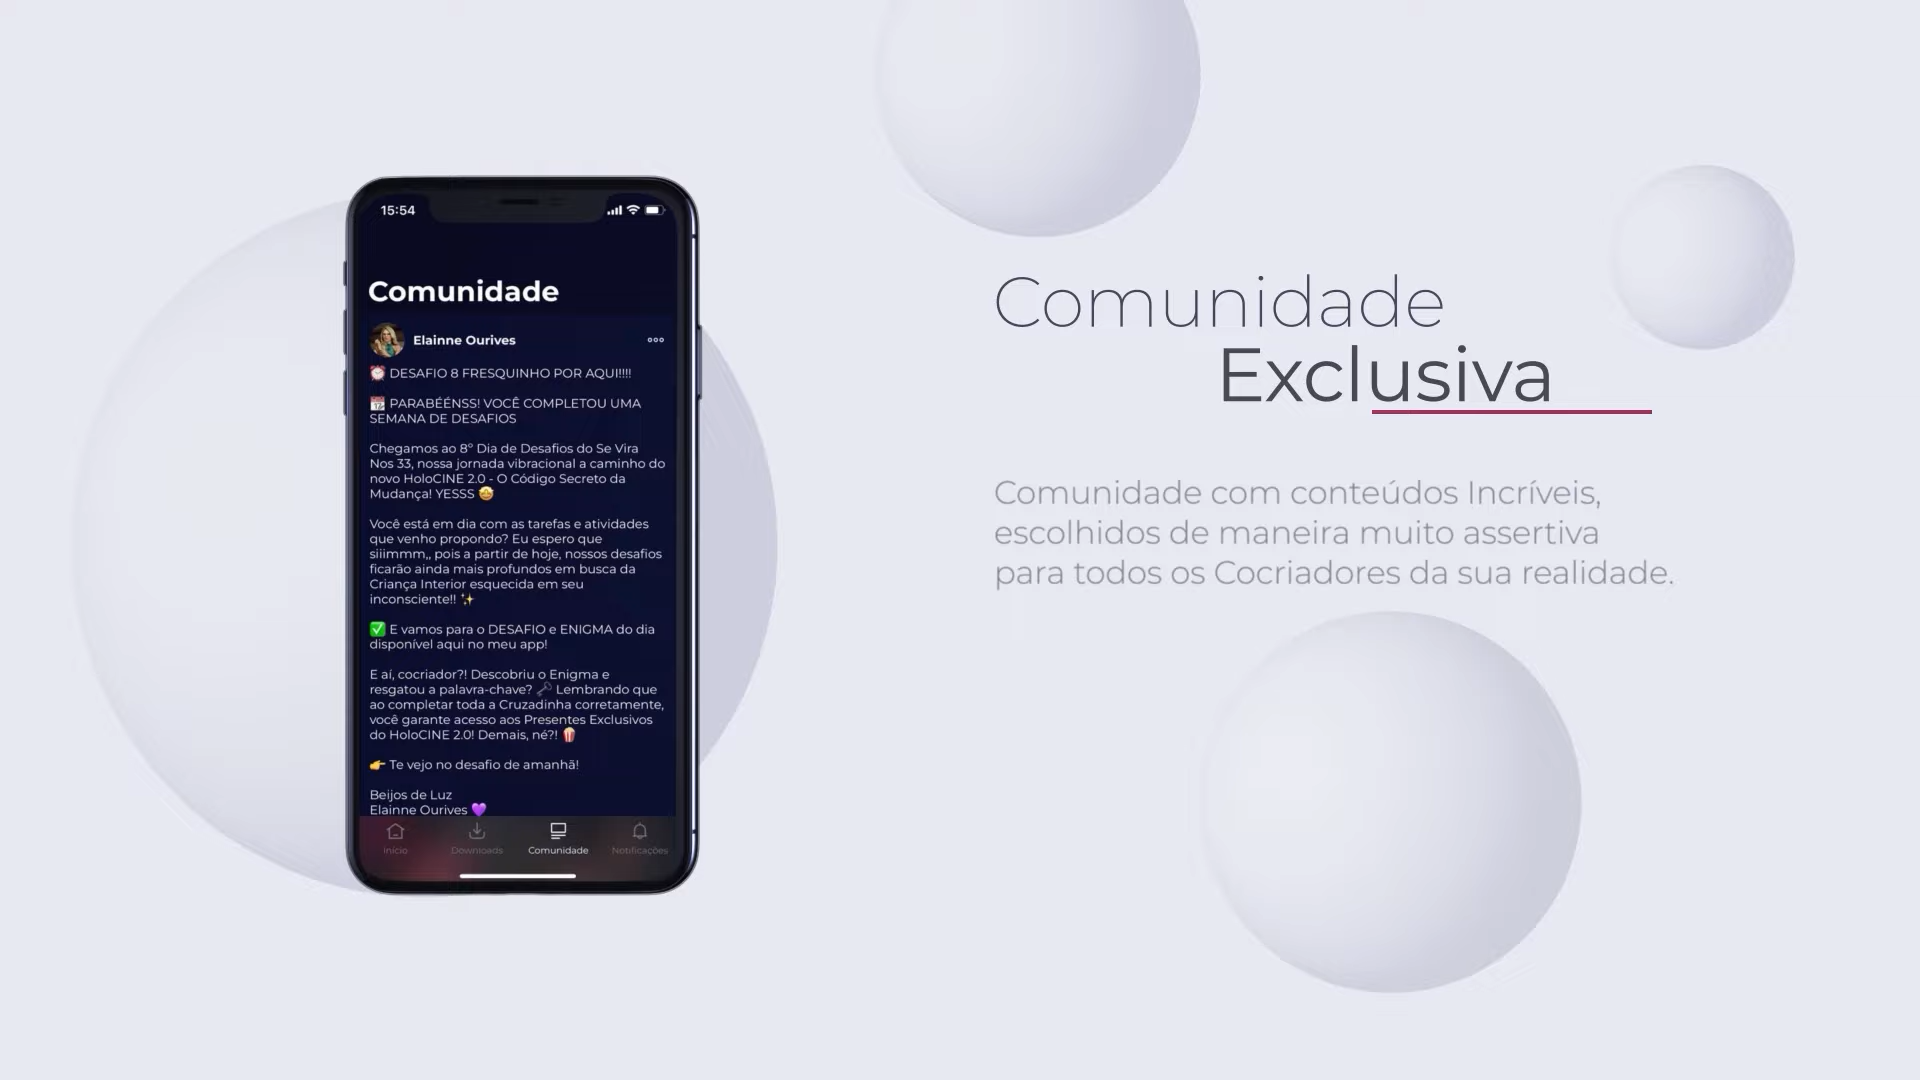 15:54
Comunidade
Elainne Ourives
DESAFIO 8 FRESQUINHO POR AQUI!!!!
PARABÉÉNSS! VOCÊ COMPLETOU UMA
SEMANA DE DESAFIOS
Chegamos ao 8º Dia de Desafios do Se Vira
Nos 33, nossa jornada vibracional a caminho do
novo HoloCINE 2.0 - O Código Secreto da
Mudança! YESSS 🤩
Você está em dia com as tarefas e atividades
que venho propondo? Eu espero que
siiimmm,, pois a partir de hoje, nossos desafios
ficarão ainda mais profundos em busca da
Criança Interior esquecida em seu
inconsciente!! ✨
✅ E vamos para o DESAFIO e ENIGMA do dia
disponível aqui no meu app!
E aí, cocriador?! Descobriu o Enigma e
resgatou a palavra-chave? 🗝 Lembrando que
ao completar toda a Cruzadinha corretamente,
você garante acesso aos Presentes Exclusivos
do HoloCINE 2.0! Demais, né?! 🍿
👉 Te vejo no desafio de amanhã!
Beijos de Luz
Elainne Ourives 💜
Início
Downloads
Comunidade
Notificações
Comunidade
Exclusiva
Comunidade com conteúdos Incríveis,
escolhidos de maneira muito assertiva
para todos os Cocriadores da sua realidade.